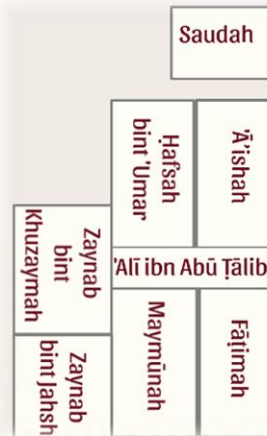 Saudah
Ḥafṣah
bint 'Umar
'Ā'ishah
Zaynab
bint
Khuzaymah
'Alī ibn Abū Ṭālib
Zaynab
bint Jahsh
Maymūnah
Fāṭimah